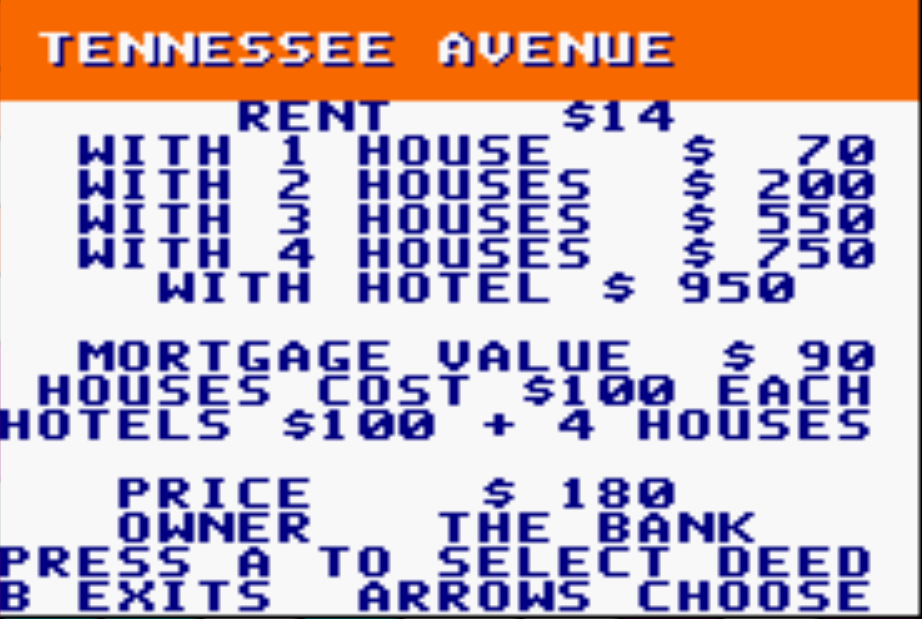 TENNESSEE AVENUE
RENT $14
WITH 1 HOUSE $ 70
WITH 2 HOUSES $ 200
WITH 3 HOUSES $ 550
WITH 4 HOUSES $ 750
WITH HOTEL $ 950
MORTGAGE VALUE $ 90
HOUSES COST $100 EACH
HOTELS $100 + 4 HOUSES
PRICE $ 180
OWNER THE BANK
PRESS A TO SELECT DEED
B EXITS ARROWS CHOOSE